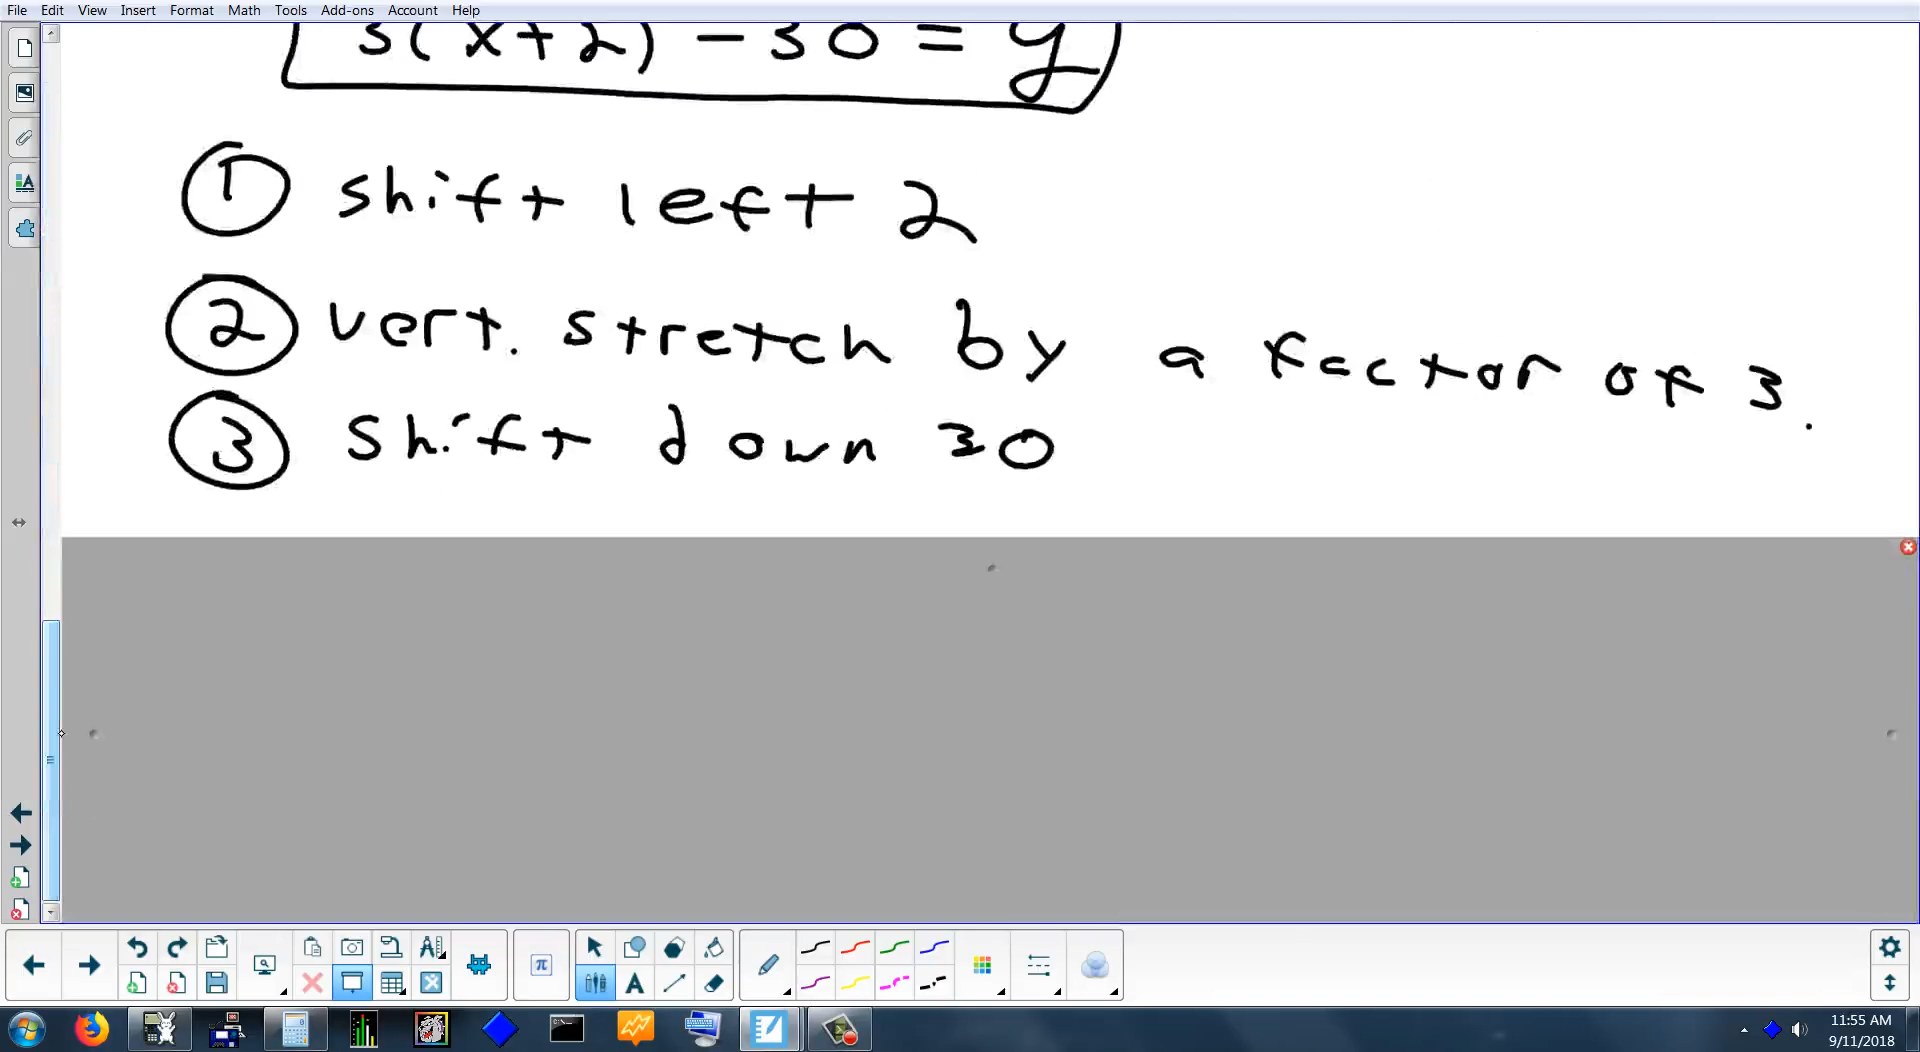 File Edit View Insert Format Math Tools Add-ons Account Help
3(x+2) - 30 = y
① shift left 2
② vert. stretch by a factor of 3.
③ shift down 30
11:55 AM
9/11/2018